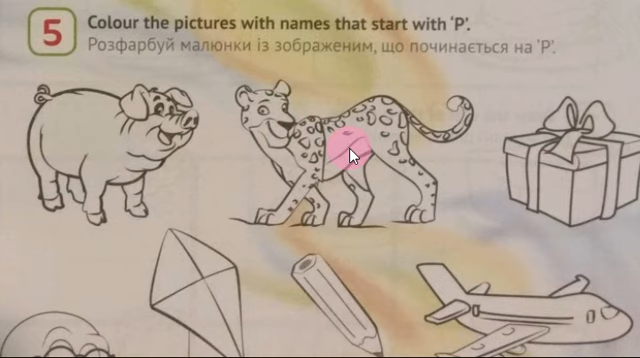 5 Colour the pictures with names that start with ‘P’.
Розфарбуй малюнки із зображеним, що починається на ‘P’.